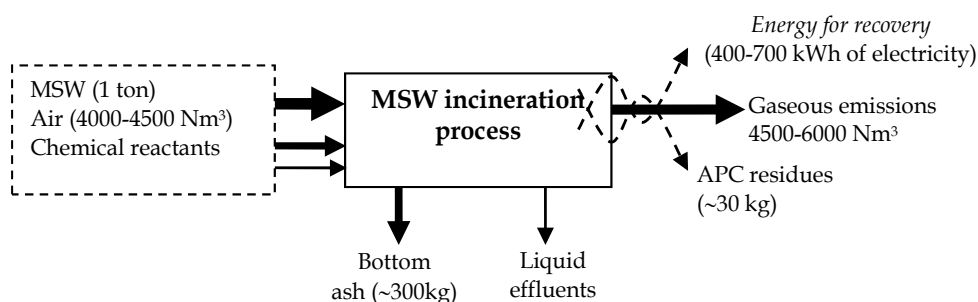 Energy for recovery
(400-700 kWh of electricity)
MSW (1 ton)
Air (4000-4500 Nm³)
Chemical reactants
MSW incineration
process
Gaseous emissions
4500-6000 Nm³
APC residues
(~30 kg)
Bottom
ash (~300kg)
Liquid
effluents